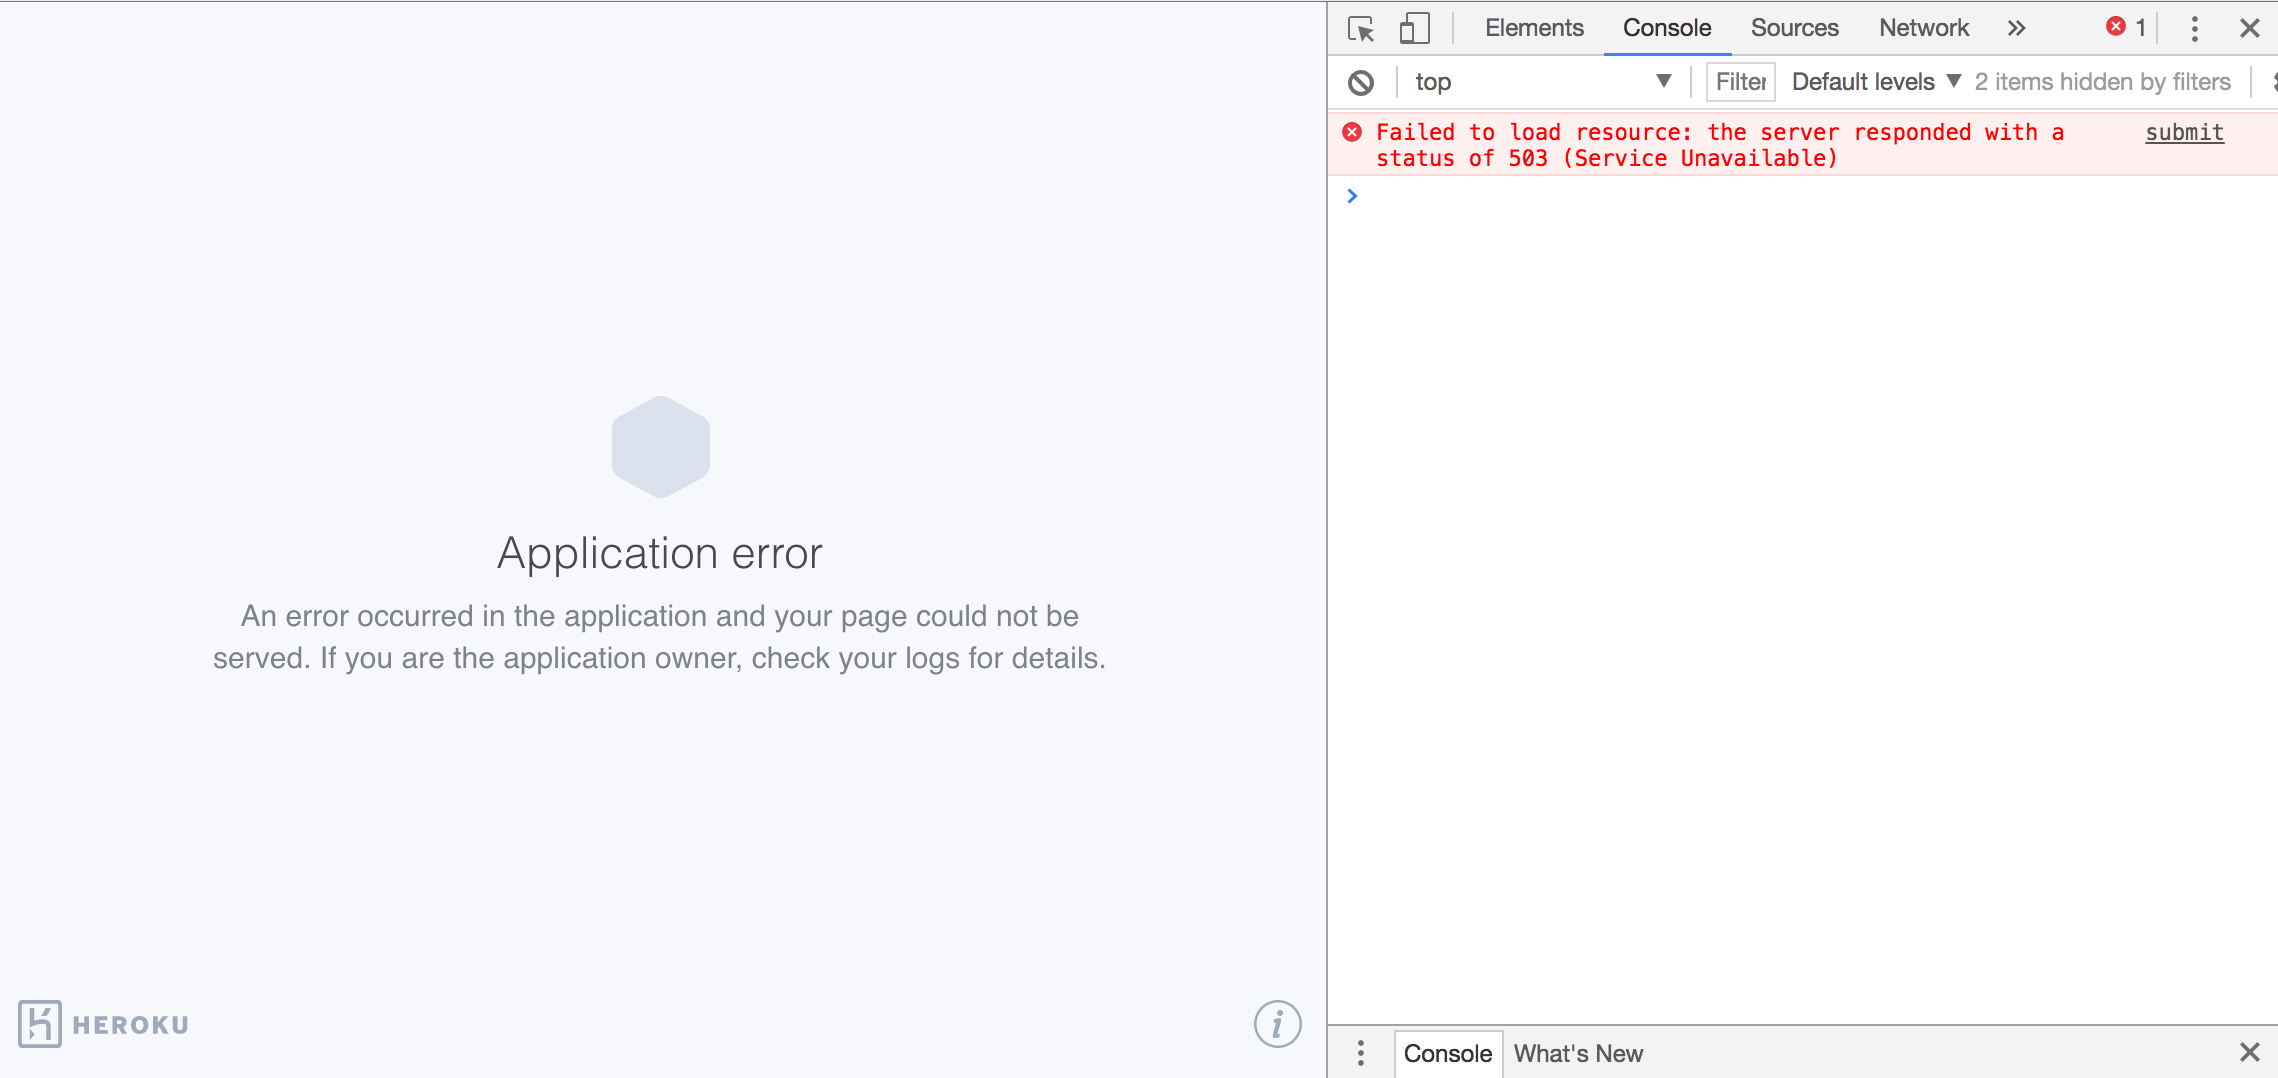 Elements Console Sources Network » 1
top Filter Default levels 2 items hidden by filters
Failed to load resource: the server responded with a submit
status of 503 (Service Unavailable)
Application error
An error occurred in the application and your page could not be
served. If you are the application owner, check your logs for details.
HEROKU i
Console What's New